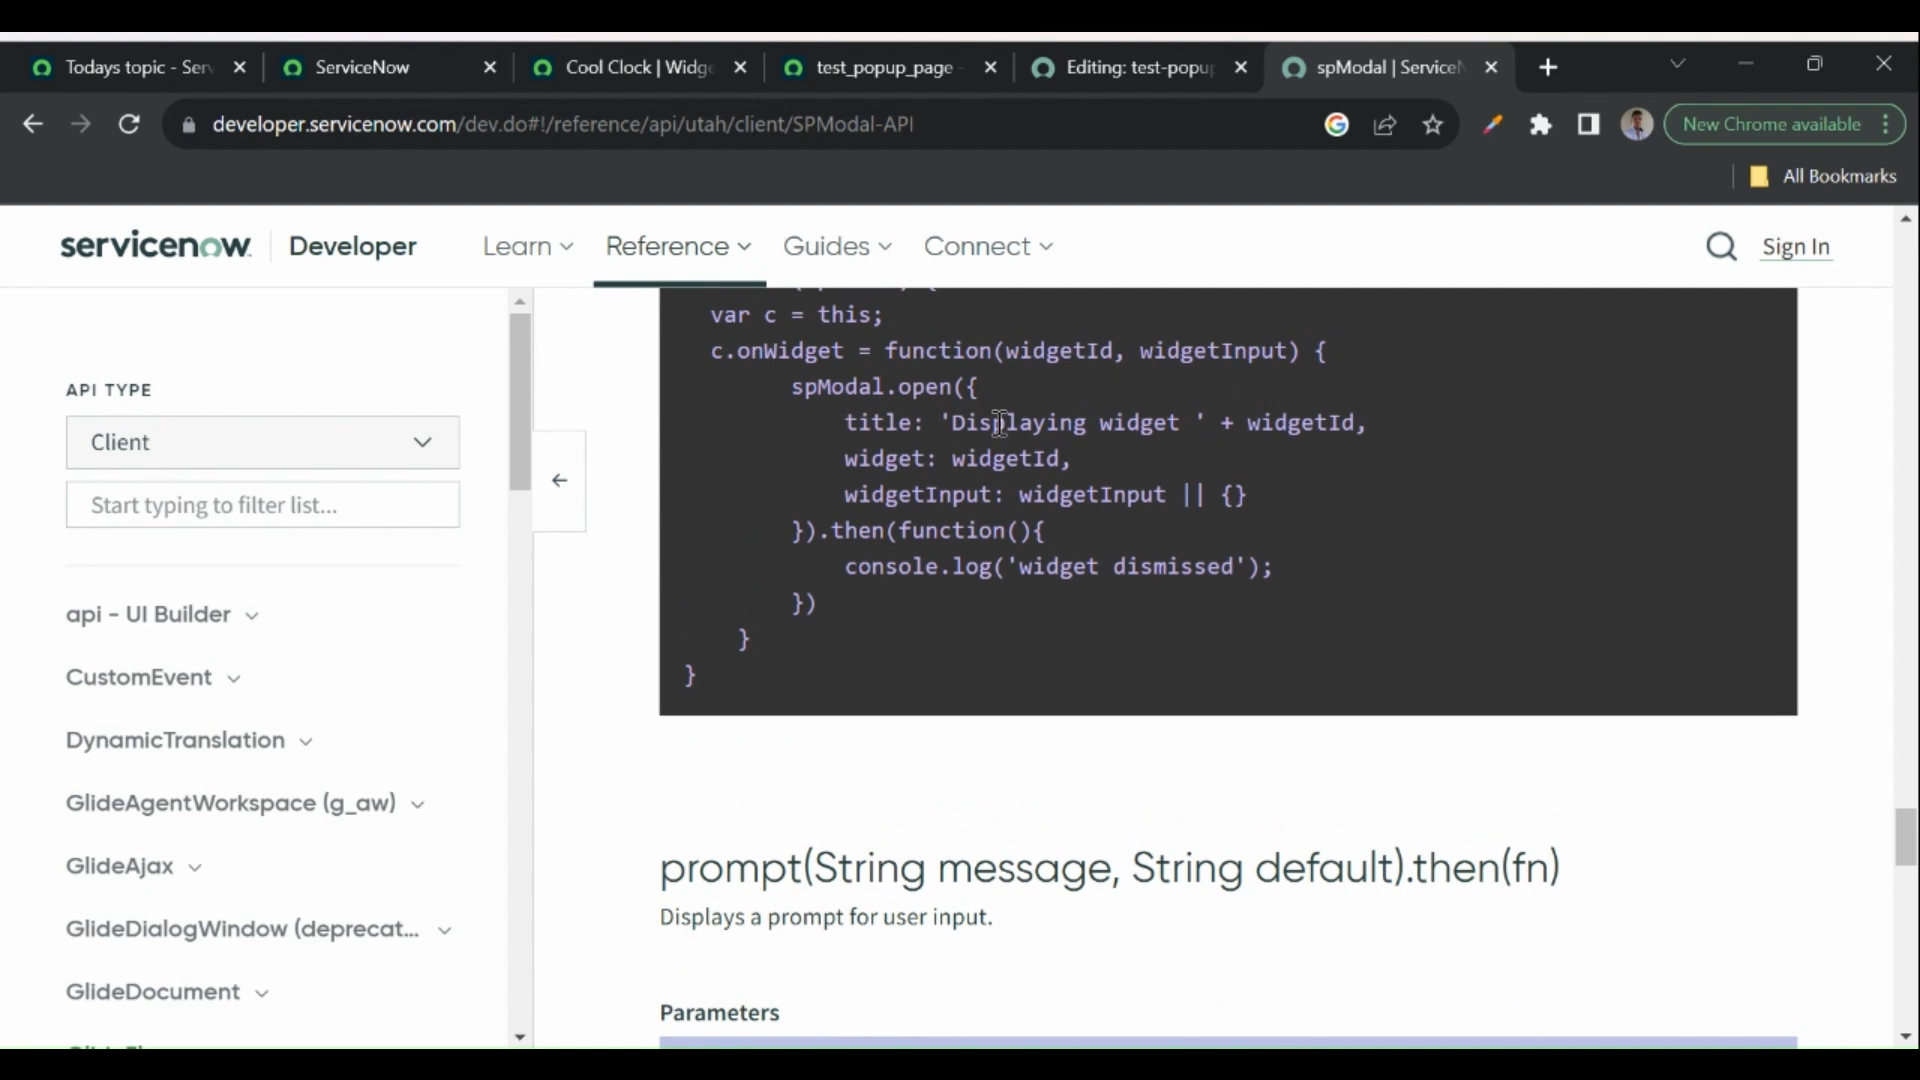 Todays topic - Serv
ServiceNow
Cool Clock | Widge
test_popup_page -
Editing: test-popup
spModal | ServiceN
developer.servicenow.com/dev.do#!/reference/api/utah/client/SPModal-API
New Chrome available
All Bookmarks
servicenow
Developer
Learn
Reference
Guides
Connect
Sign In
API TYPE
Client
Start typing to filter list...
api - UI Builder
CustomEvent
DynamicTranslation
GlideAgentWorkspace (g_aw)
GlideAjax
GlideDialogWindow (deprecat...
GlideDocument
var c = this;
c.onWidget = function(widgetId, widgetInput) {
spModal.open({
title: 'Displaying widget ' + widgetId,
widget: widgetId,
widgetInput: widgetInput || {}
}).then(function(){
console.log('widget dismissed');
})
}
}
prompt(String message, String default).then(fn)
Displays a prompt for user input.
Parameters